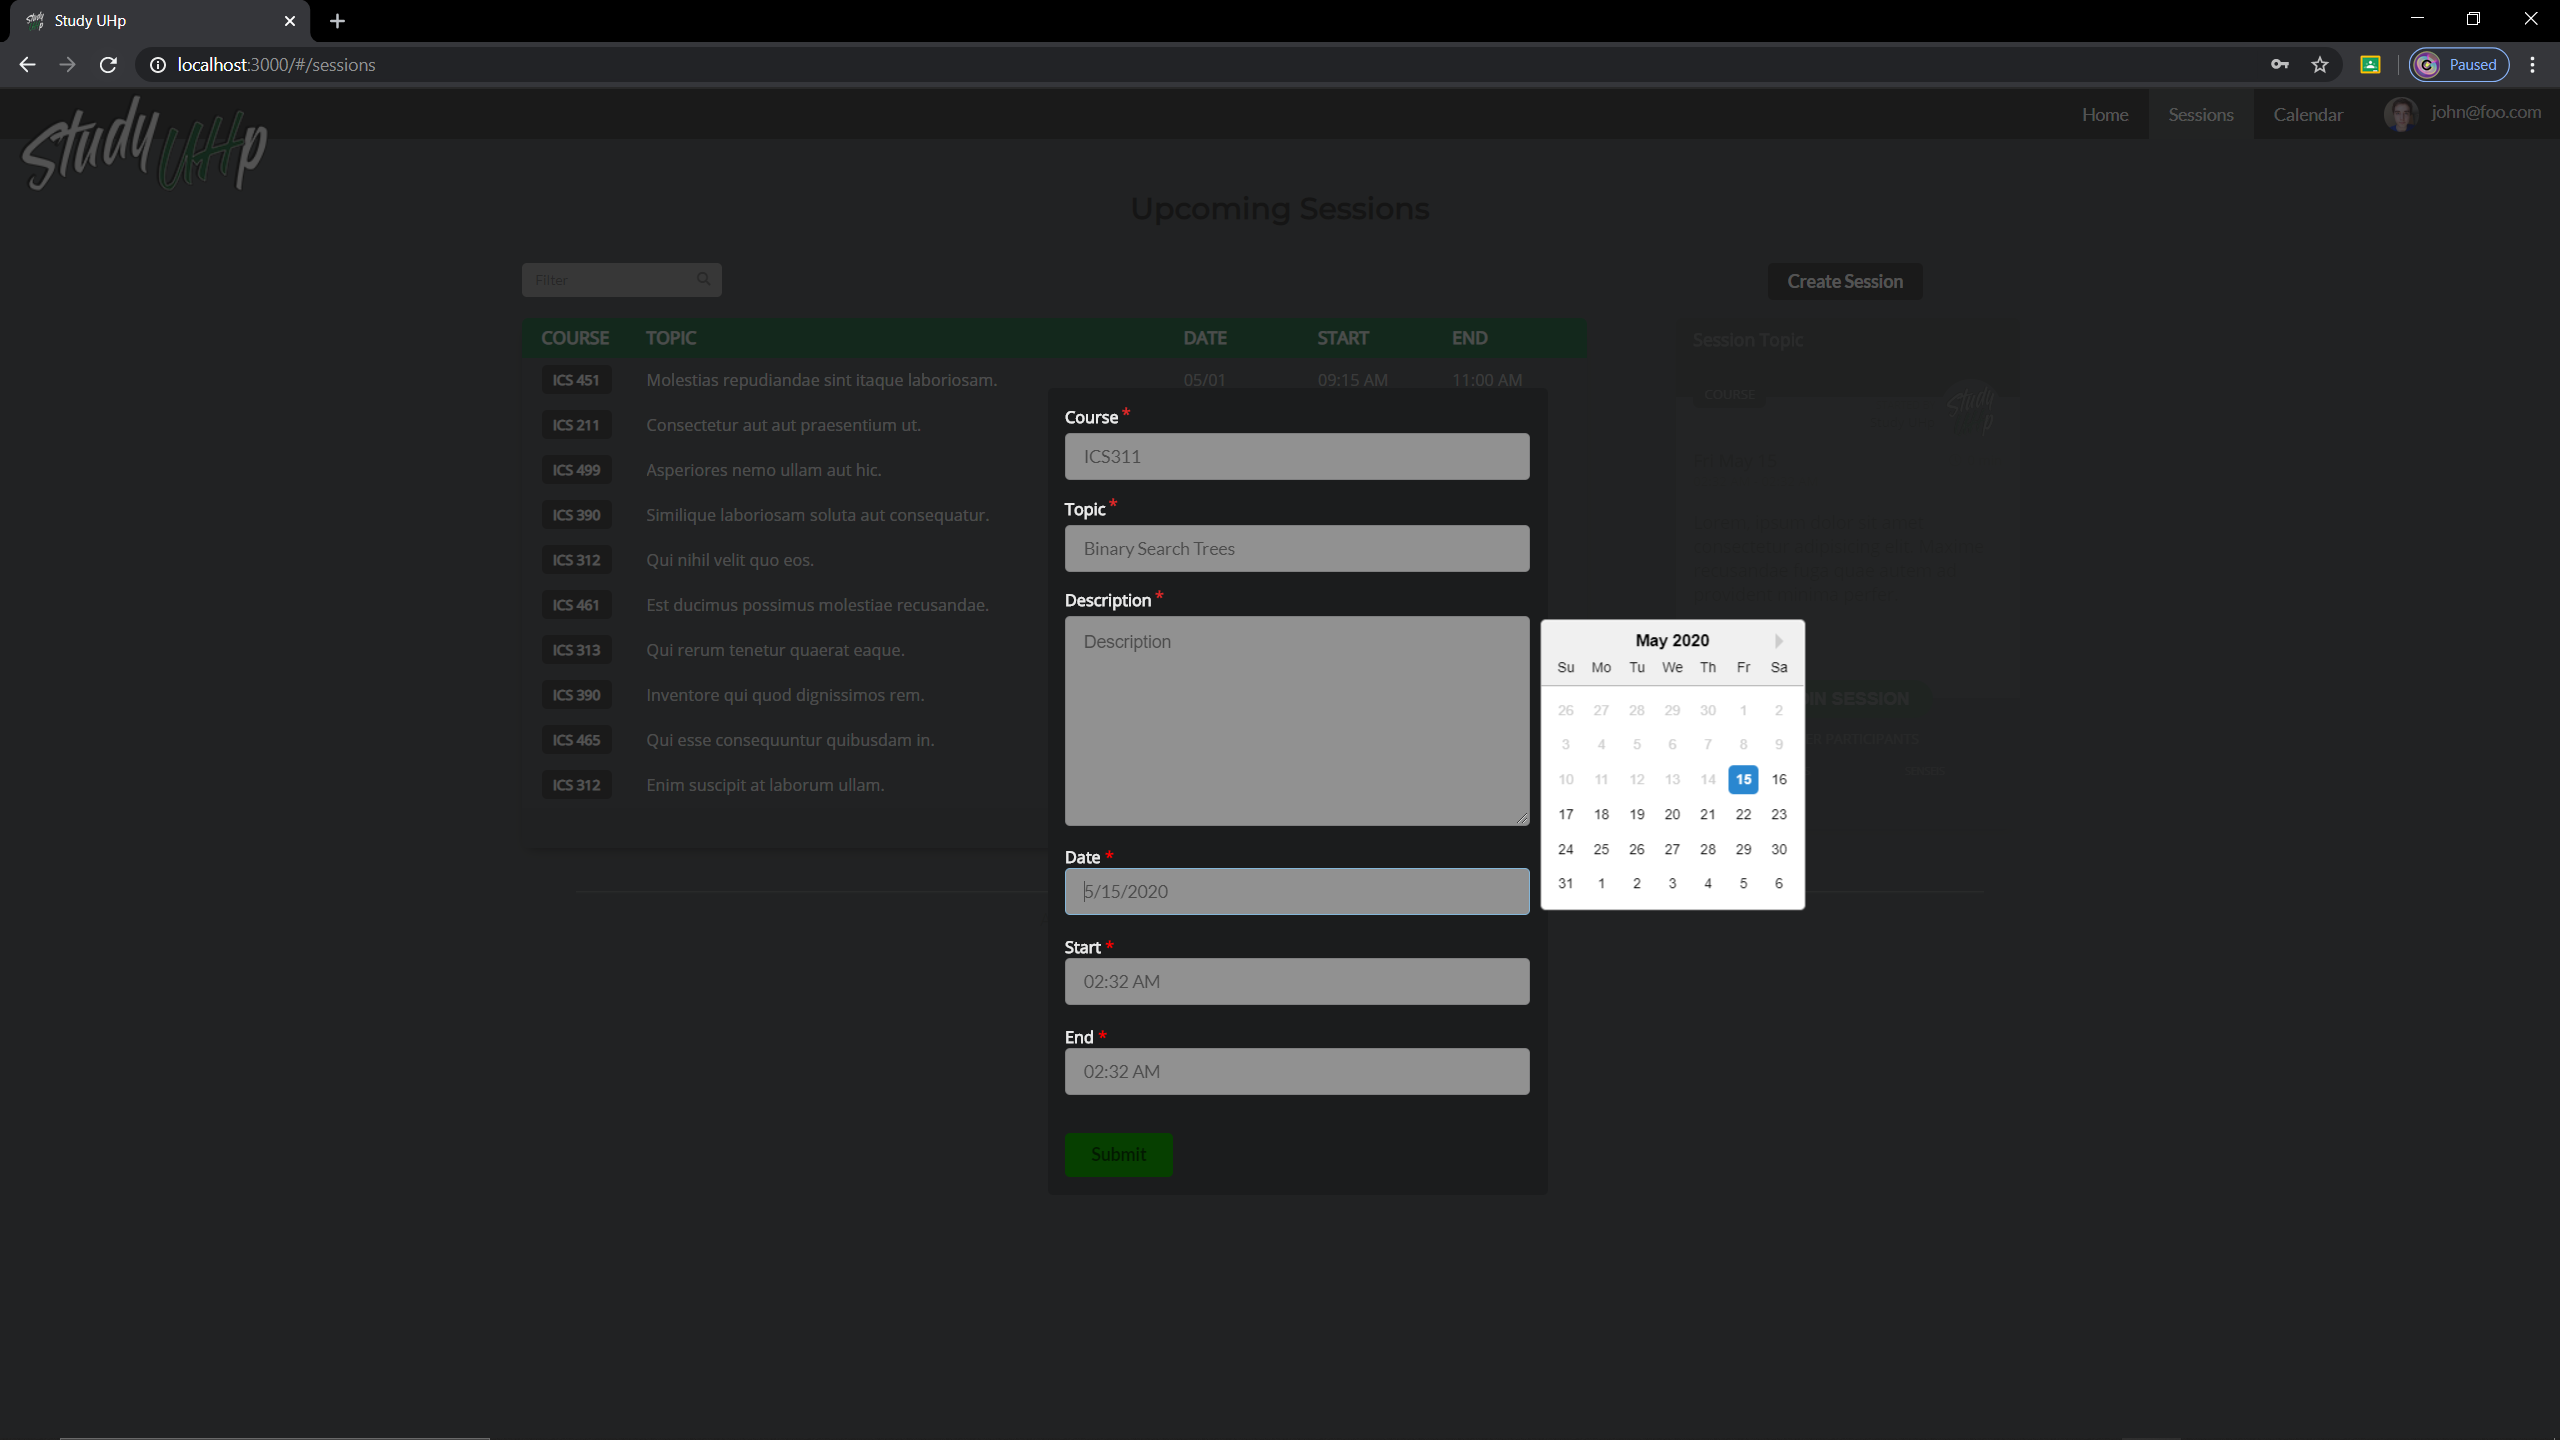 Study UHp
localhost:3000/#/sessions
Paused
Study UHp
Home
Sessions
Calendar
john@foo.com
Upcoming Sessions
Filter
Create Session
COURSE TOPIC DATE START END
ICS 451 Molestias repudiandae sint itaque laboriosam. 05/01 09:15 AM 11:00 AM
ICS 211 Consectetur aut aut praesentium ut.
ICS 499 Asperiores nemo ullam aut hic.
ICS 390 Similique laboriosam soluta aut consequatur.
ICS 312 Qui nihil velit quo eos.
ICS 461 Est ducimus possimus molestiae recusandae.
ICS 313 Qui rerum tenetur quaerat eaque.
ICS 390 Inventore qui quod dignissimos rem.
ICS 465 Qui esse consequuntur quibusdam in.
ICS 312 Enim suscipit at laborum ullam.
Session Topic
COURSE
Study
IN SESSION
PARTICIPANTS
Course *
ICS311
Topic *
Binary Search Trees
Description *
Description
Date *
5/15/2020
Start *
02:32 AM
End *
02:32 AM
Submit
May 2020
Su Mo Tu We Th Fr Sa
26 27 28 29 30 1 2
3 4 5 6 7 8 9
10 11 12 13 14 15 16
17 18 19 20 21 22 23
24 25 26 27 28 29 30
31 1 2 3 4 5 6